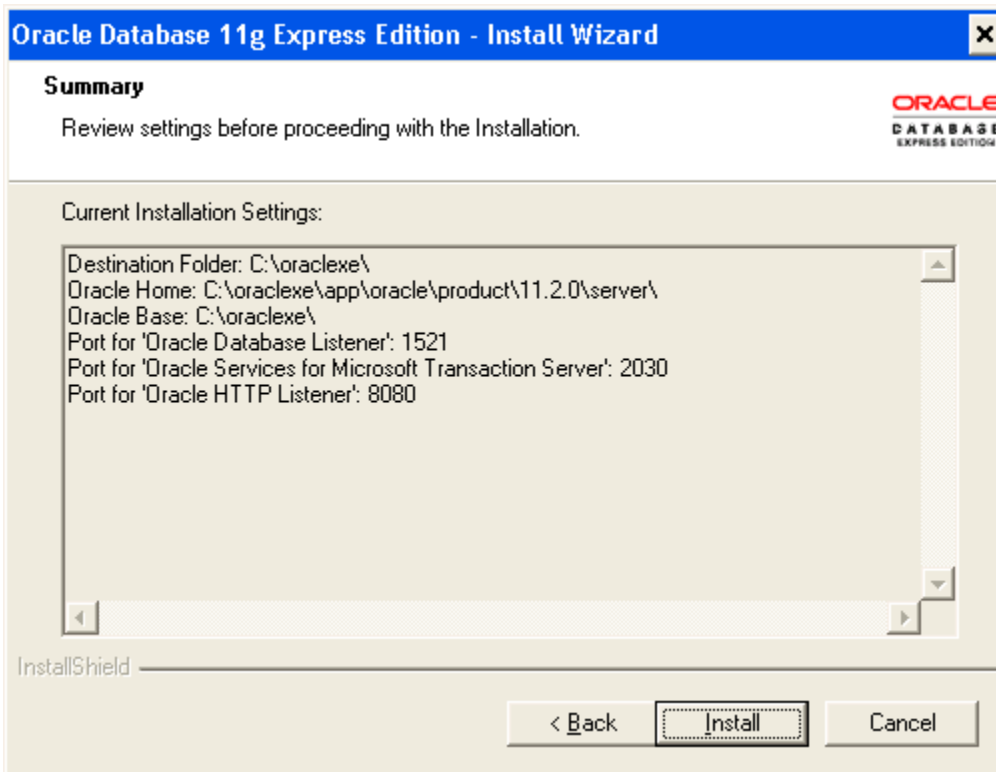 Oracle Database 11g Express Edition - Install Wizard
Summary
Review settings before proceeding with the Installation.
ORACLE
DATABASE
EXPRESS EDITION
Current Installation Settings:
Destination Folder: C:\oraclexe\
Oracle Home: C:\oraclexe\app\oracle\product\11.2.0\server\
Oracle Base: C:\oraclexe\
Port for 'Oracle Database Listener': 1521
Port for 'Oracle Services for Microsoft Transaction Server': 2030
Port for 'Oracle HTTP Listener': 8080
InstallShield
< Back
Install
Cancel